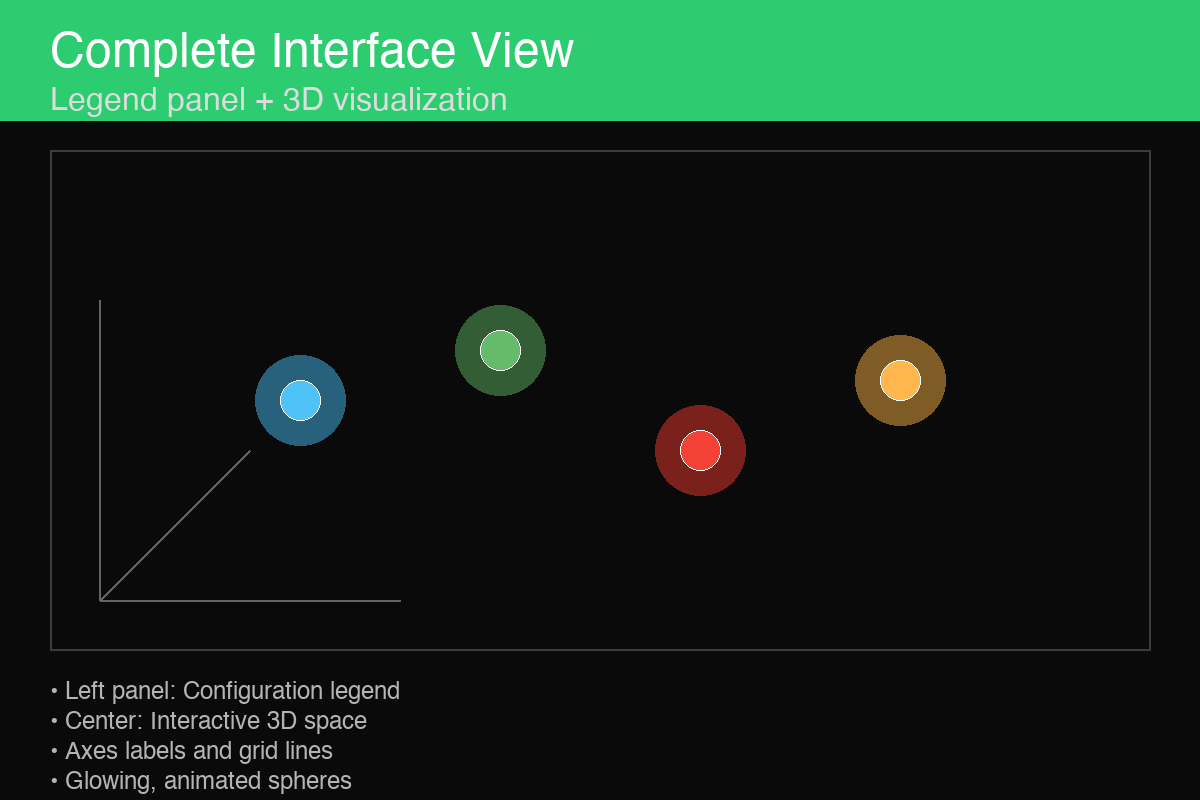 Complete Interface View
Legend panel + 3D visualization
• Left panel: Configuration legend
• Center: Interactive 3D space
• Axes labels and grid lines
• Glowing, animated spheres